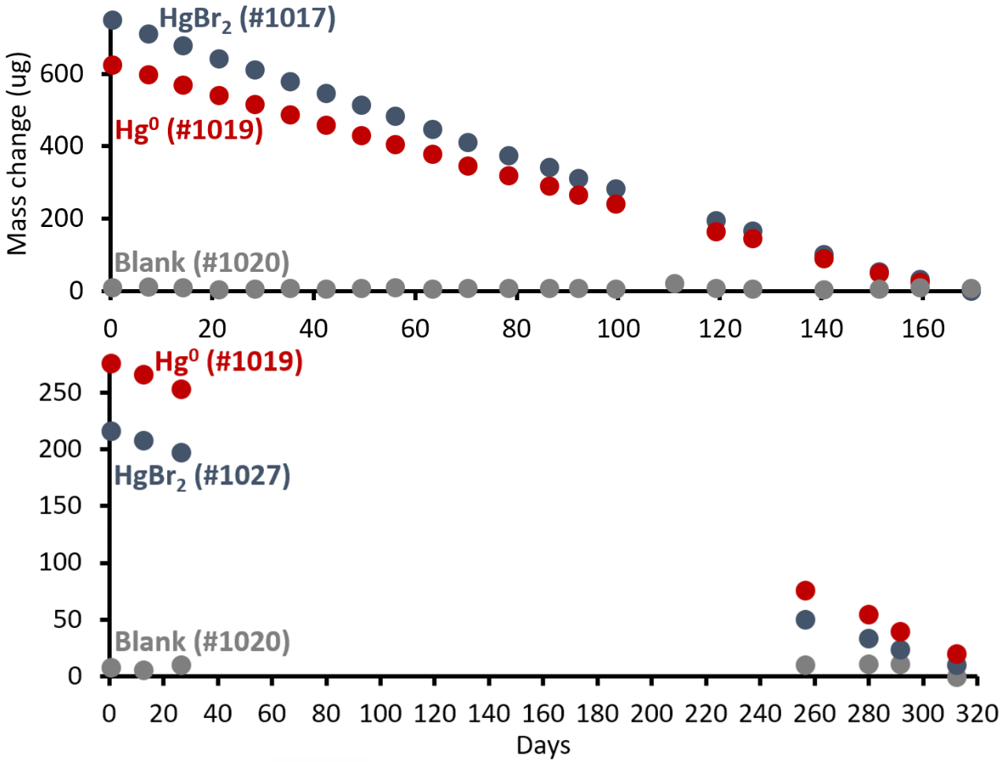 HgBr₂ (#1017)
600
Hg⁰ (#1019)
400
Mass change (ug)
200
Blank (#1020)
0
0 20 40 60 80 100 120 140 160
Hg⁰ (#1019)
250
200
HgBr₂ (#1027)
150
100
50
Blank (#1020)
0
0 20 40 60 80 100 120 140 160 180 200 220 240 260 280 300 320
Days